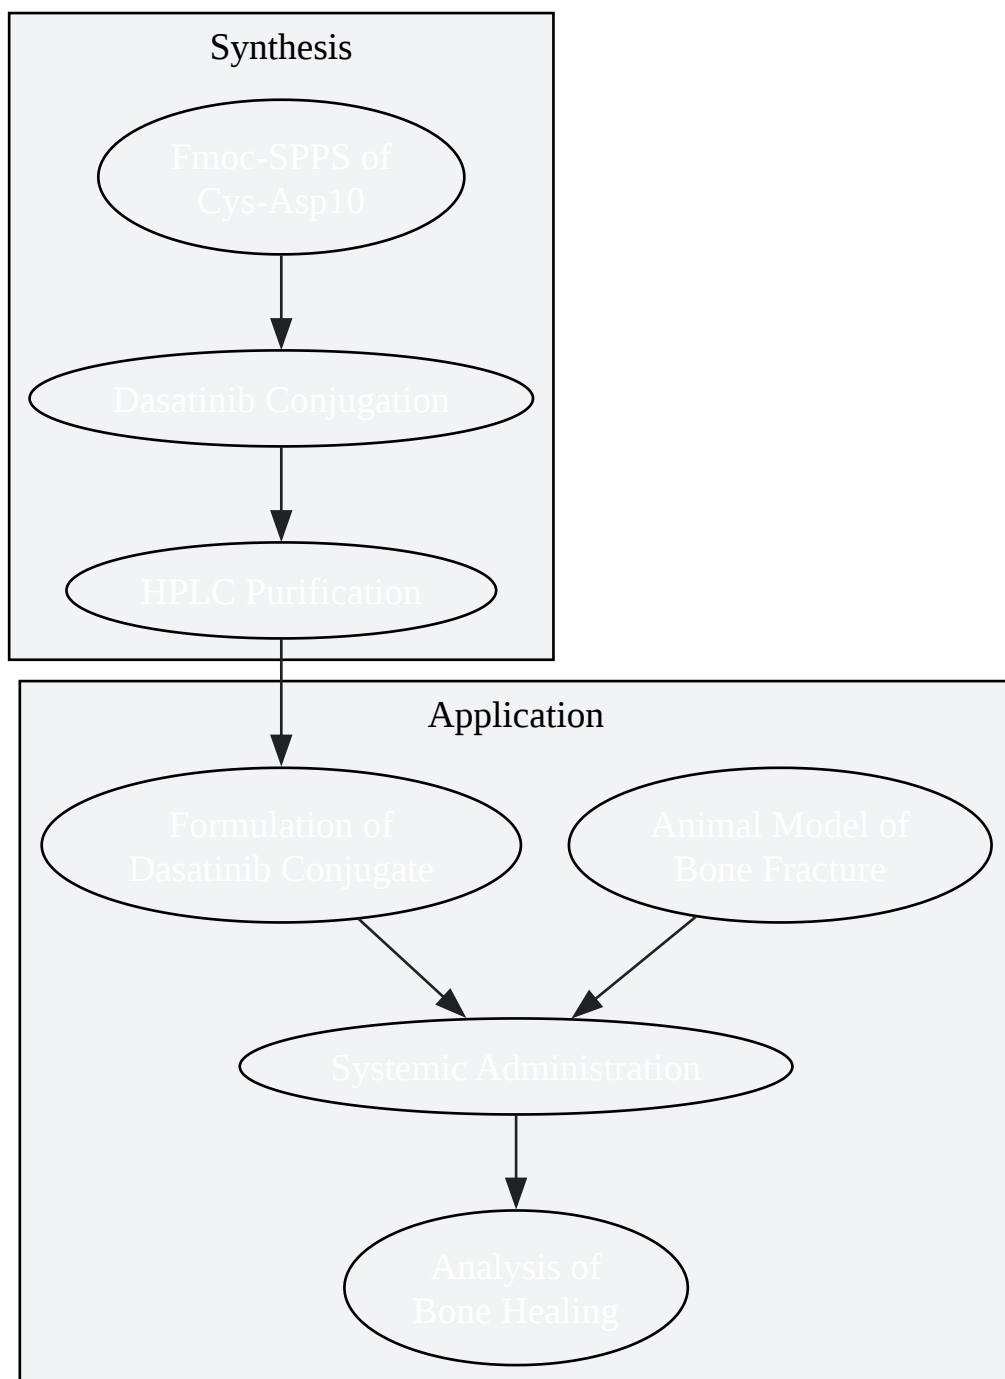 Synthesis
Fmoc-SPPS of
Cys-Asp10
Dasatinib Conjugation
HPLC Purification
Application
Formulation of
Dasatinib Conjugate
Animal Model of
Bone Fracture
Systemic Administration
Analysis of
Bone Healing